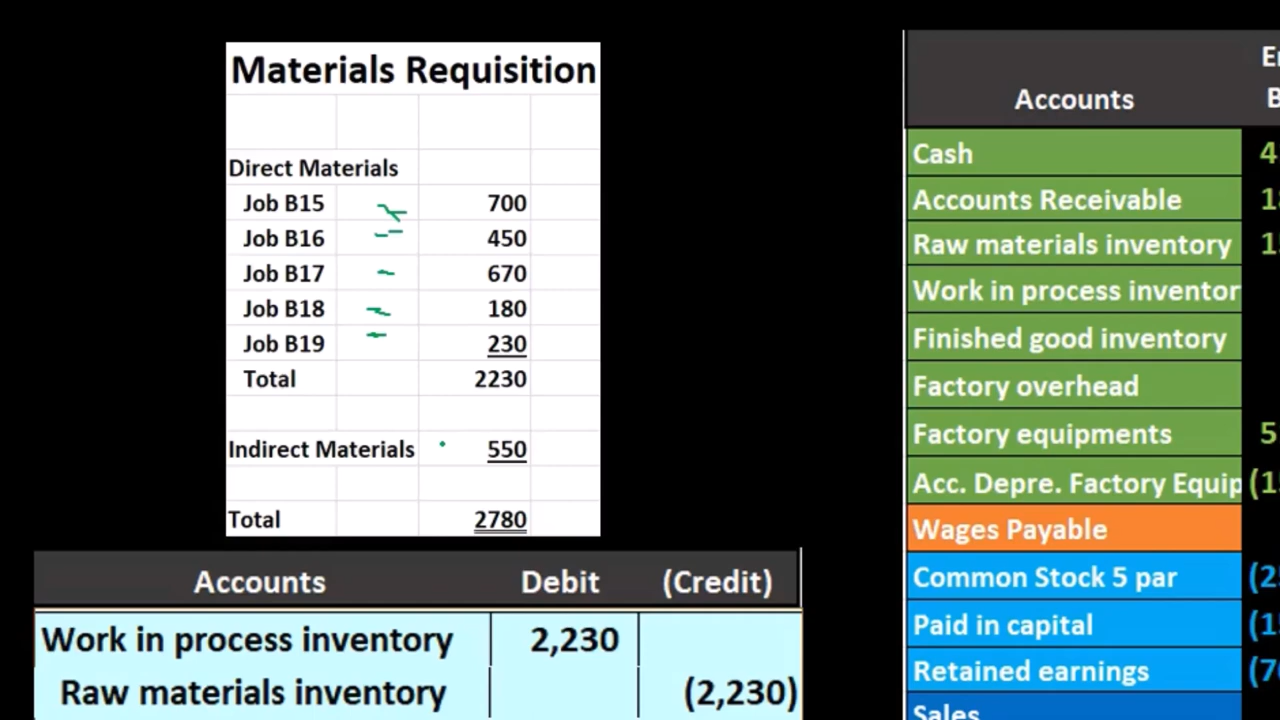 Materials Requisition
Direct Materials
Job B15 700
Job B16 450
Job B17 670
Job B18 180
Job B19 230
Total 2230
Indirect Materials 550
Total 2780
Accounts Debit (Credit)
Work in process inventory 2,230
Raw materials inventory (2,230)
Accounts
Cash 4
Accounts Receivable
Raw materials inventory
Work in process inventor
Finished good inventory
Factory overhead
Factory equipments 5
Acc. Depre. Factory Equip
Wages Payable
Common Stock 5 par
Paid in capital
Retained earnings
Sales